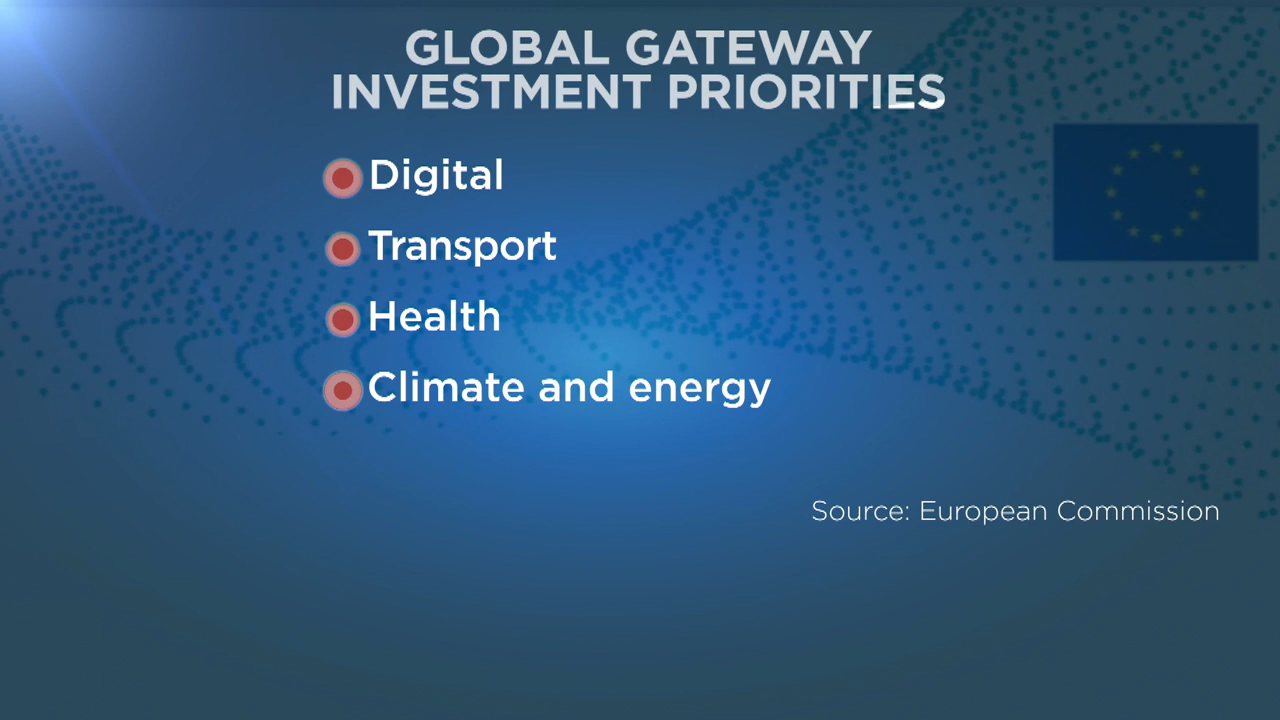 GLOBAL GATEWAY
INVESTMENT PRIORITIES
Digital
Transport
Health
Climate and energy
Source: European Commission